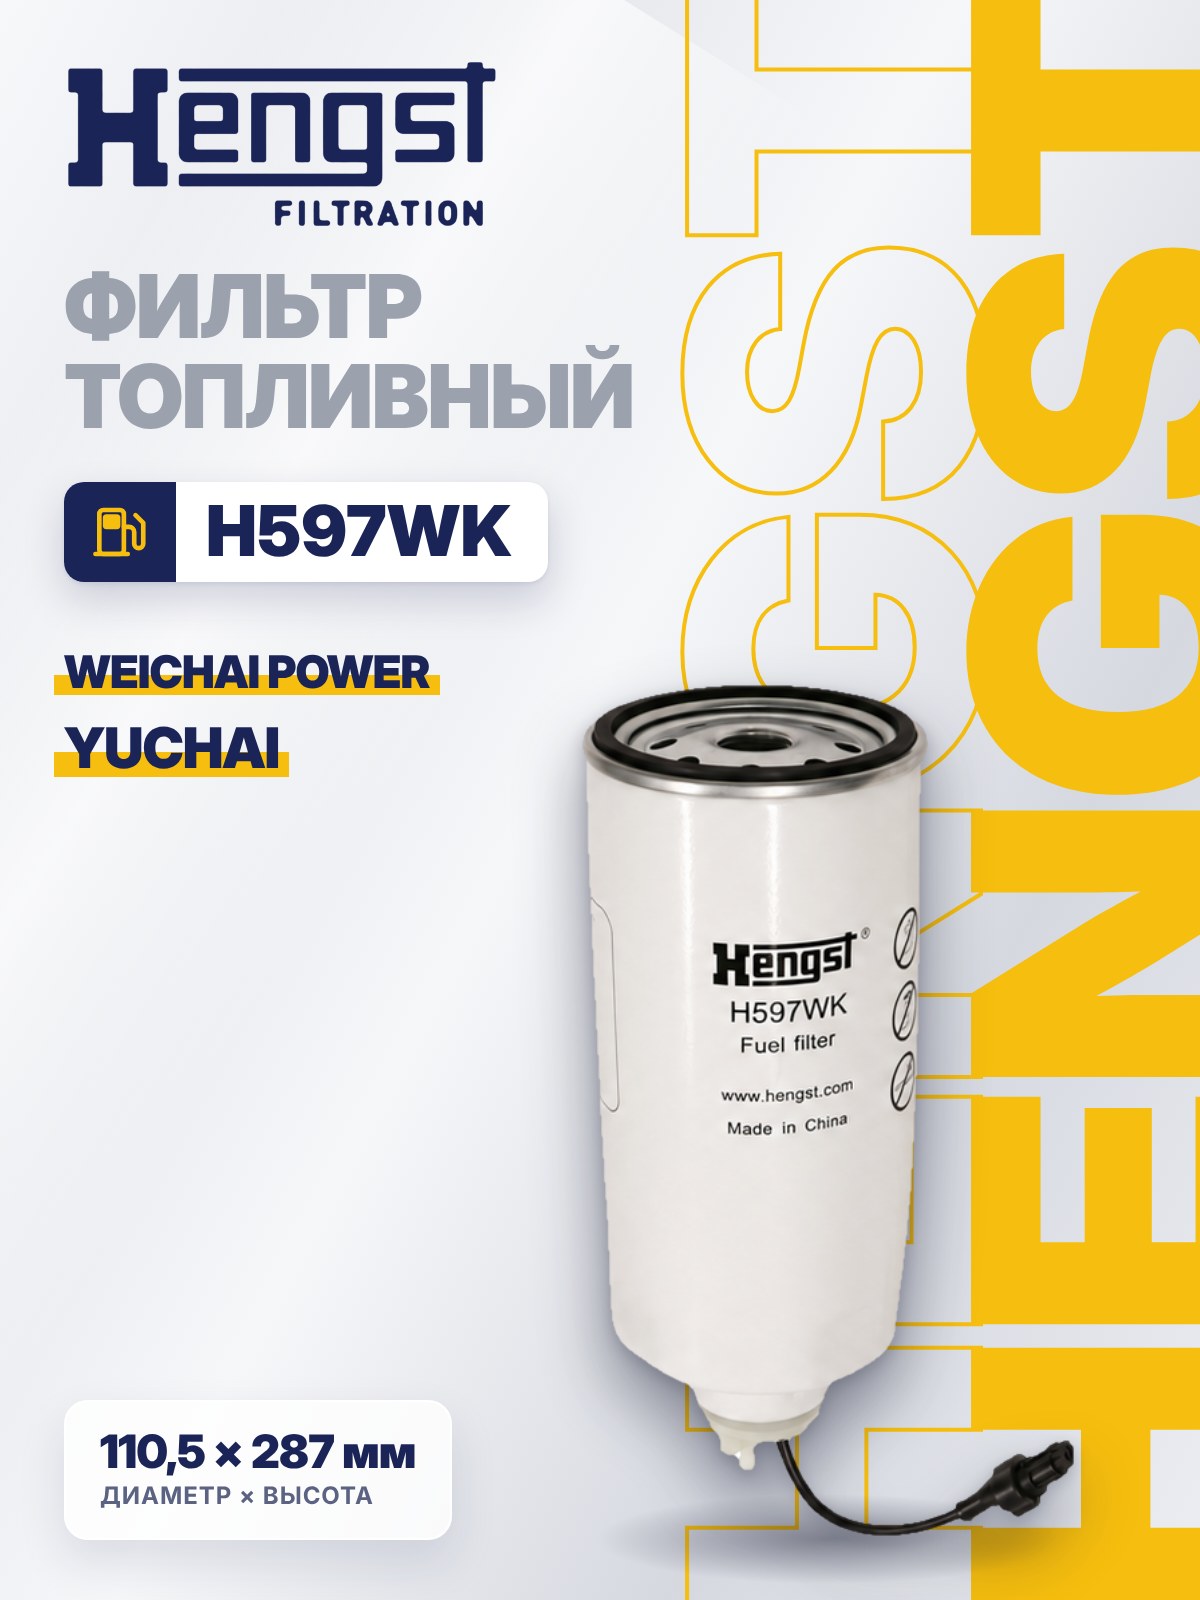 Hengst
FILTRATION
ФИЛЬТР
ТОПЛИВНЫЙ
H597WK
WEICHAI POWER
YUCHAI
Hengst®
H597WK
Fuel filter
www.hengst.com
Made in China
110,5 × 287 мм
ДИАМЕТР × ВЫСОТА
HENGST
HENGST